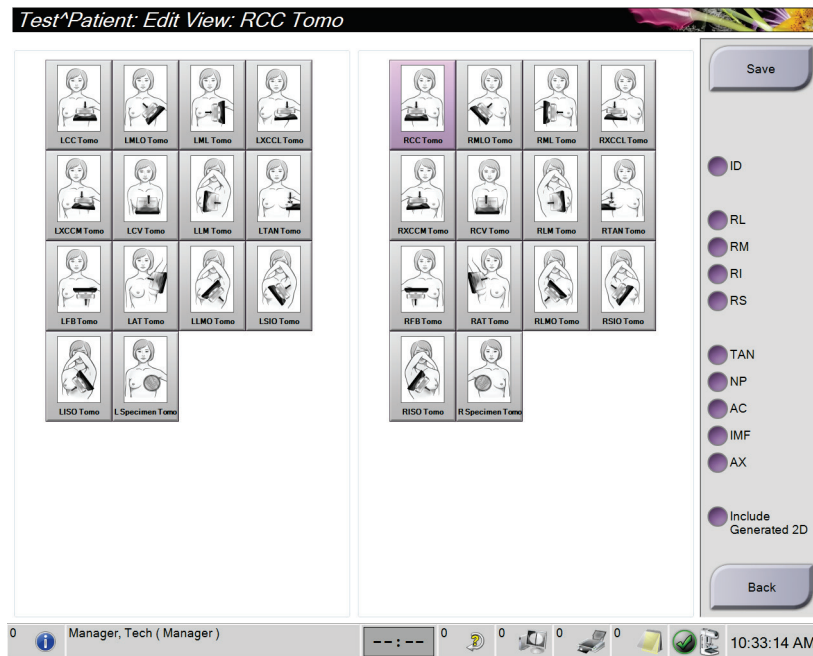 Test^Patient: Edit View: RCC Tomo
LCC Tomo
LMLO Tomo
LML Tomo
LXCCL Tomo
LXCCM Tomo
LCV Tomo
LLM Tomo
LTAN Tomo
LFB Tomo
LAT Tomo
LLMO Tomo
LSIO Tomo
LISO Tomo
L Specimen Tomo
RCC Tomo
RMLO Tomo
RML Tomo
RXCCL Tomo
RXCCM Tomo
RCV Tomo
RLM Tomo
RTAN Tomo
RFB Tomo
RAT Tomo
RLMO Tomo
RSIO Tomo
RISO Tomo
R Specimen Tomo
Save
ID
RL
RM
RI
RS
TAN
NP
AC
IMF
AX
Include
Generated 2D
Back
0
Manager, Tech ( Manager )
--:--
0
0
0
0
10:33:14 AM